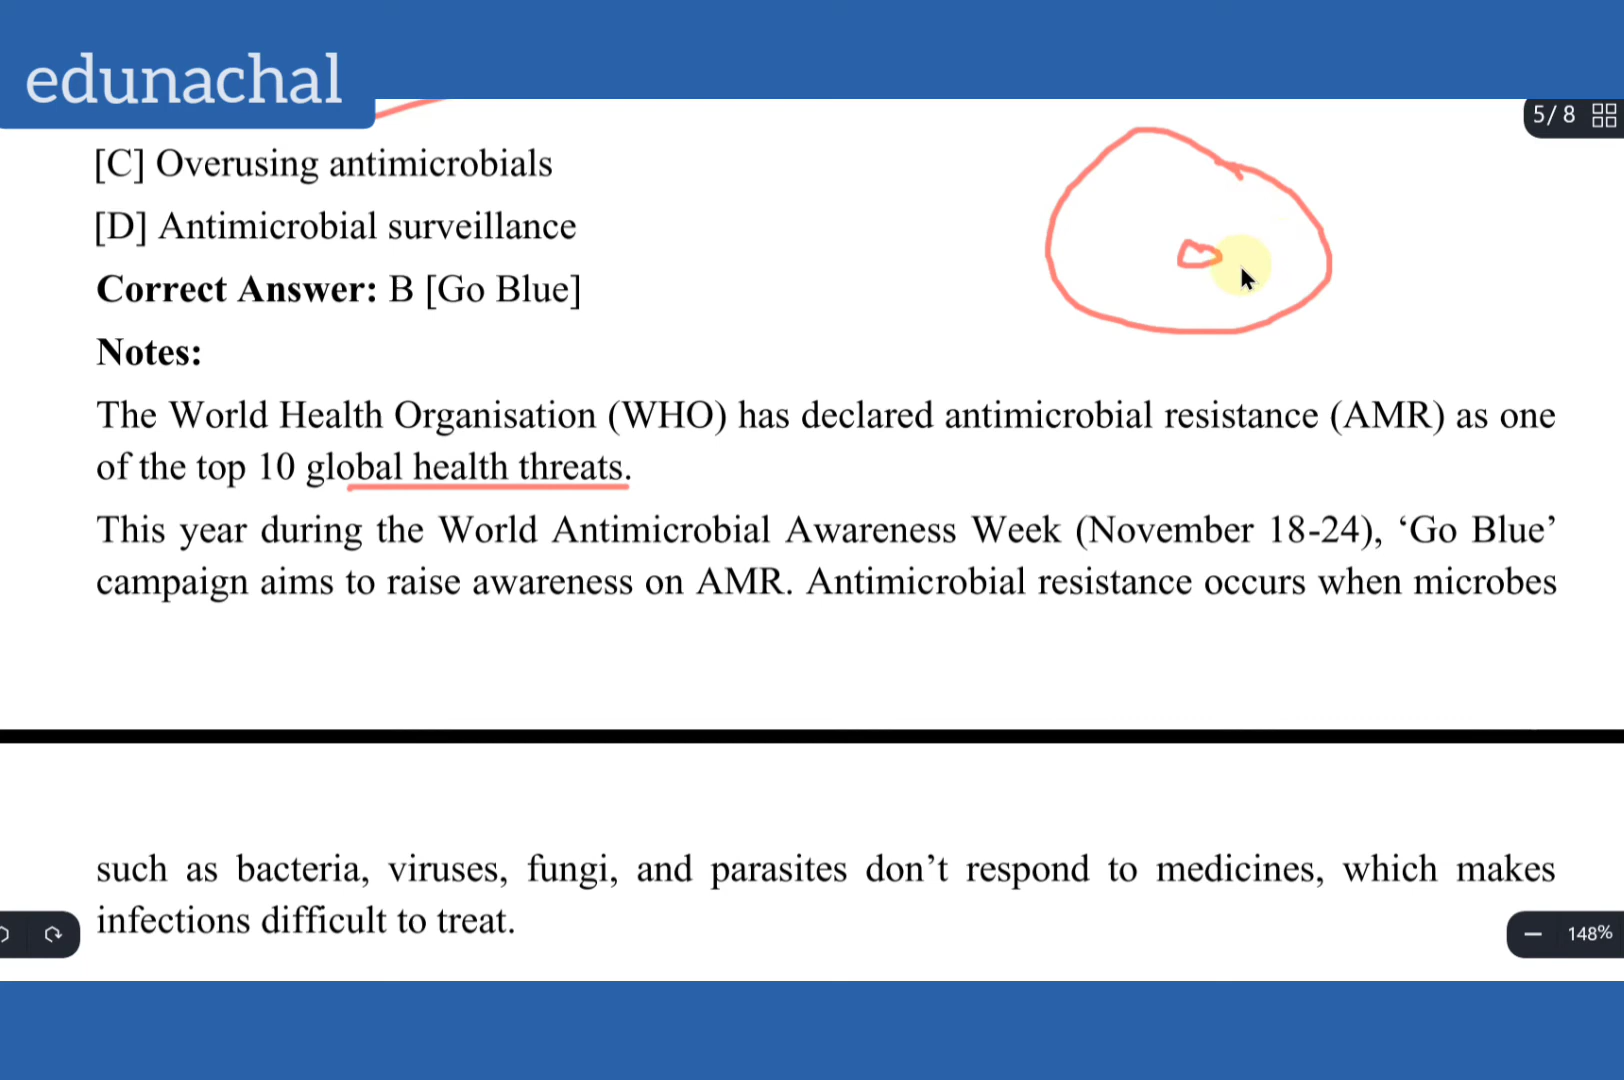 edunachal
5/ 8
[C] Overusing antimicrobials
[D] Antimicrobial surveillance
Correct Answer: B [Go Blue]
Notes:
The World Health Organisation (WHO) has declared antimicrobial resistance (AMR) as one
of the top 10 global health threats.
This year during the World Antimicrobial Awareness Week (November 18-24), ‘Go Blue’
campaign aims to raise awareness on AMR. Antimicrobial resistance occurs when microbes
such as bacteria, viruses, fungi, and parasites don’t respond to medicines, which makes
infections difficult to treat.
148%